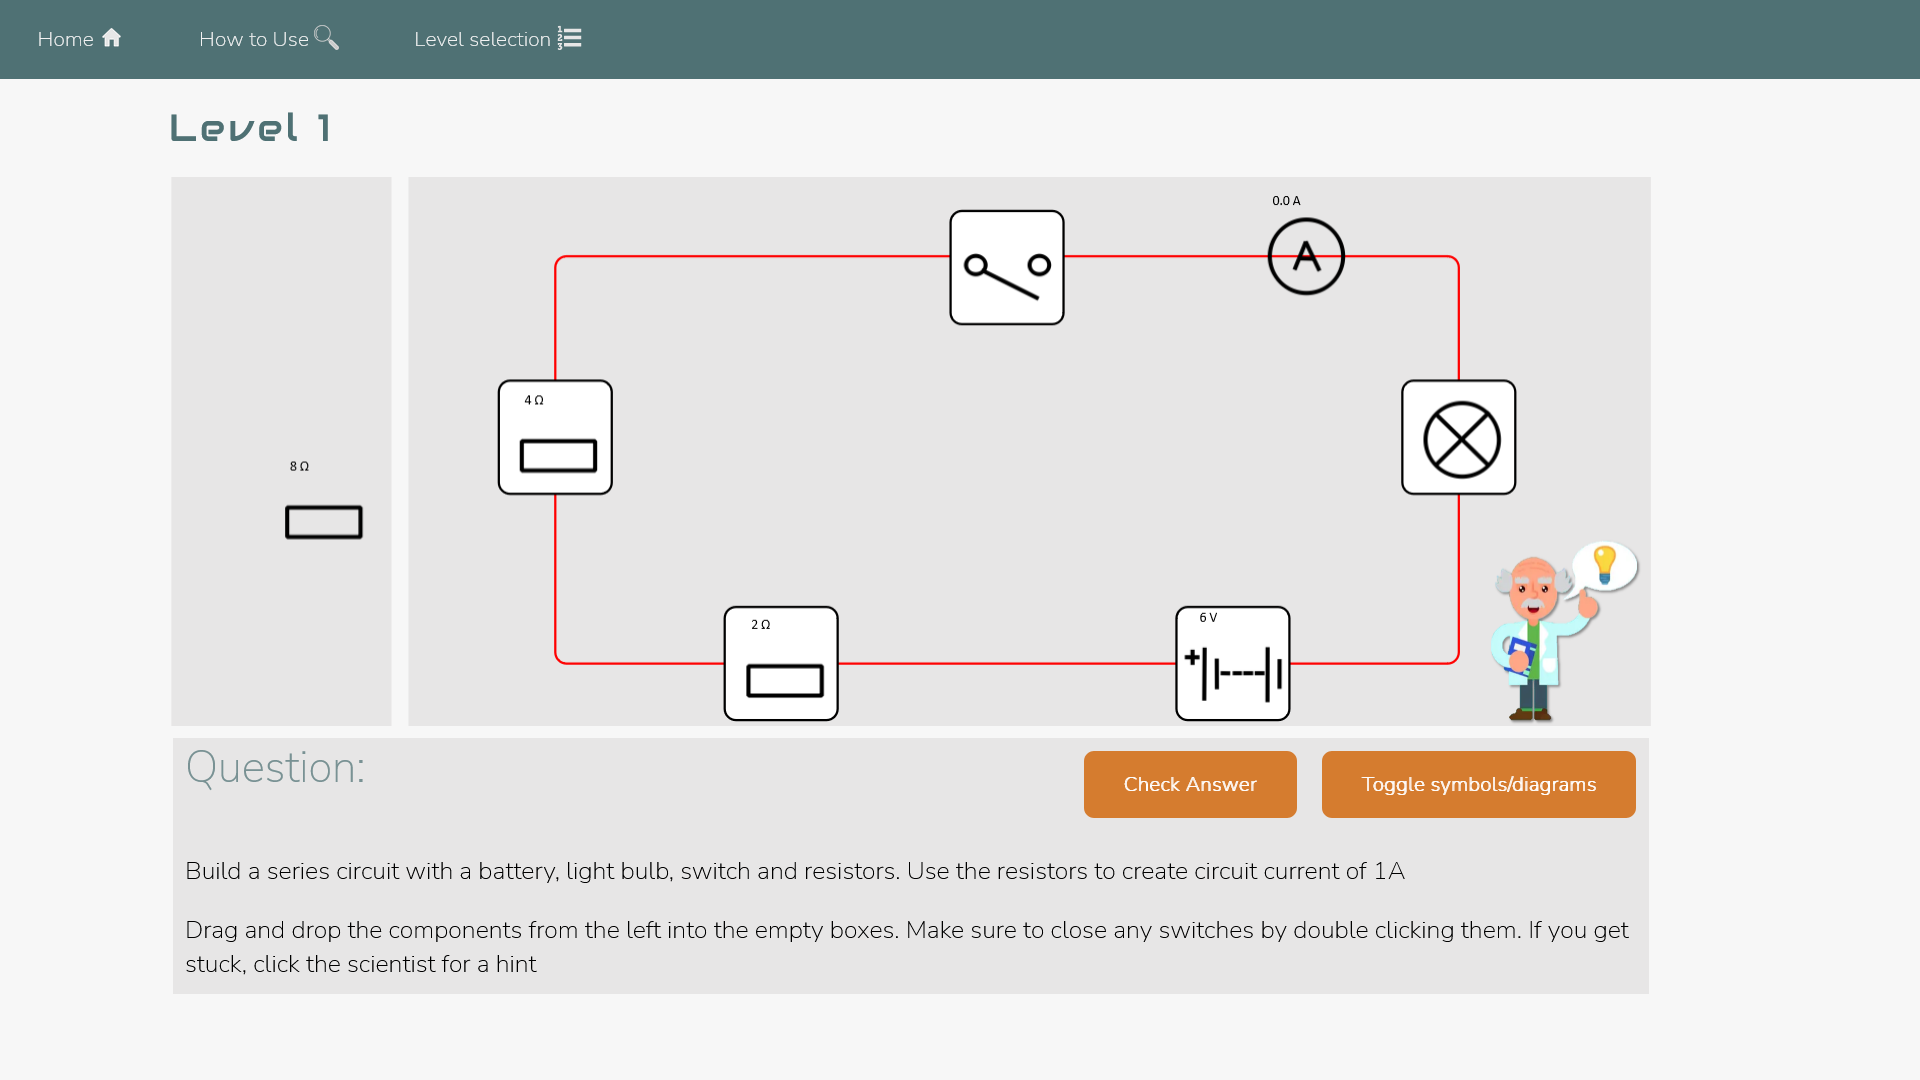 Home
How to Use
Level selection
Level 1
0.0 A
A
4 Ω
8 Ω
2 Ω
6 V
+
Question:
Check Answer
Toggle symbols/diagrams
Build a series circuit with a battery, light bulb, switch and resistors. Use the resistors to create circuit current of 1A
Drag and drop the components from the left into the empty boxes. Make sure to close any switches by double clicking them. If you get
stuck, click the scientist for a hint